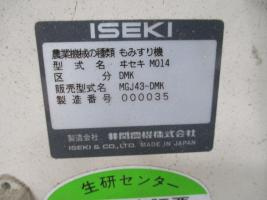 ISEKI
農業機械の種類 もみすり機
型式名 ヰセキ MO14
区分 DMK
販売型式名 MGJ43-DMK
製造番号 000035
製造会社 井関農機株式会社
ISEKI & CO., LTD. MADE IN JAPAN
生研センター